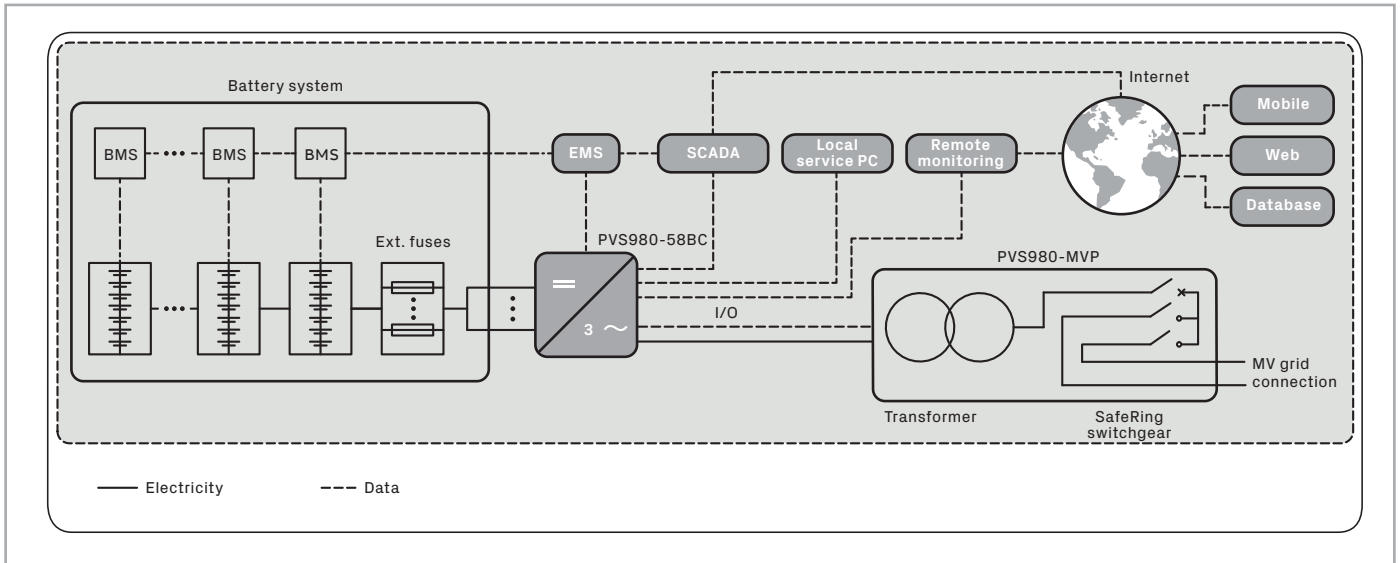 Battery system
Internet
Mobile
BMS
BMS
BMS
EMS
SCADA
Local
service PC
Remote
monitoring
Web
Database
Ext. fuses
PVS980-58BC
PVS980-MVP
3
I/O
MV grid
connection
Transformer
SafeRing
switchgear
Electricity
Data